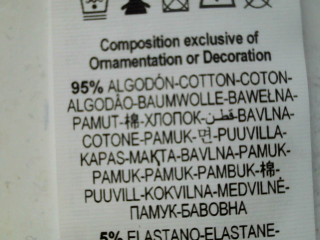 Composition exclusive of
Ornamentation or Decoration
95% ALGODÓN-COTTON-COTON-
ALGODÃO-BAUMWOLLE-BAWEŁNA-
PAMUT-棉-ХЛОПОК-قطن-BAVLNA-
COTONE-PAMUK-면-PUUVILLA-
KAPAS-МАҚТА-BAVLNA-PAMUK-
PAMUK-PAMUK-PAMBUK-棉-
PUUVILL-KOKVILNA-MEDVILNĖ-
ПАМУК-БАВОВНА
5% ELASTANO-ELASTANE-